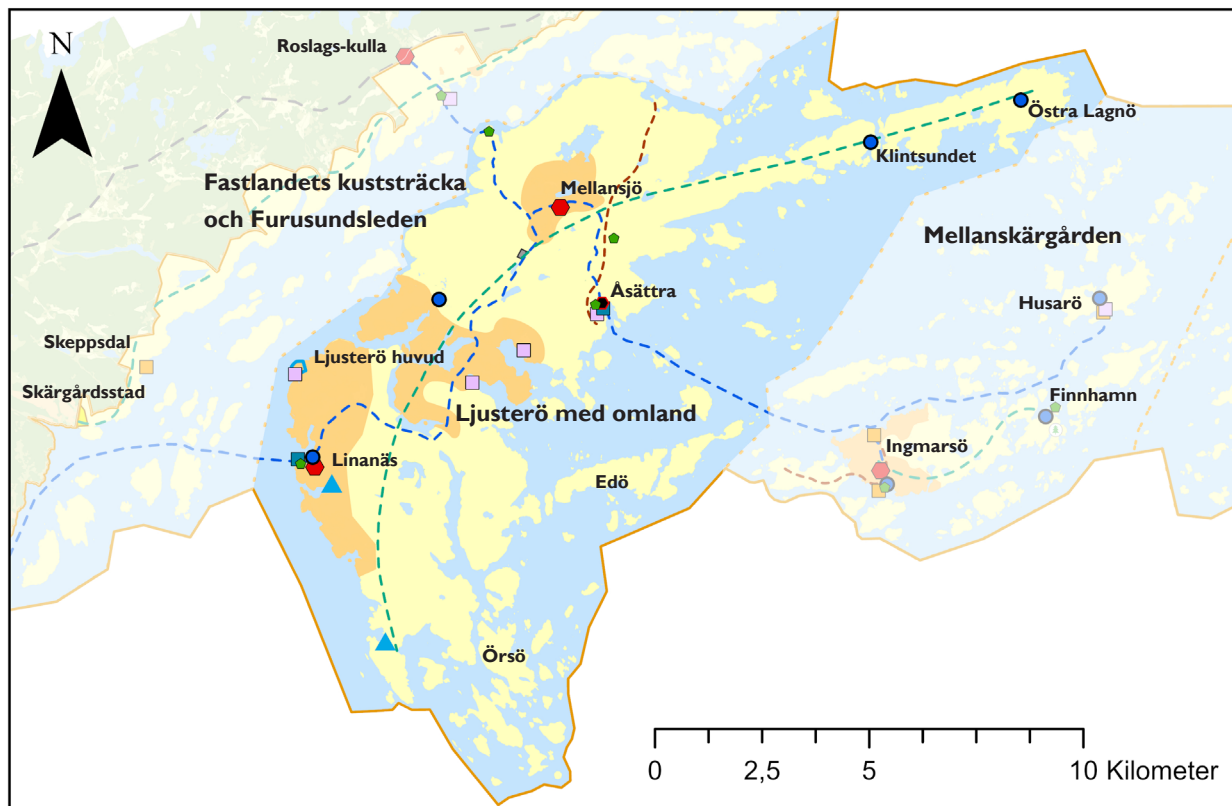 N
Roslags-kulla
Östra Lagnö
Klintsundet
Fastlandets kuststräcka
och Furusundsleden
Mellansjö
Mellanskärgården
Åsättra
Husarö
Skeppsdal
Ljusterö huvud
Skärgårdsstad
Finnhamn
Ljusterö med omland
Ingmarsö
Linanäs
Edö
Örsö
0 2,5 5 10 Kilometer